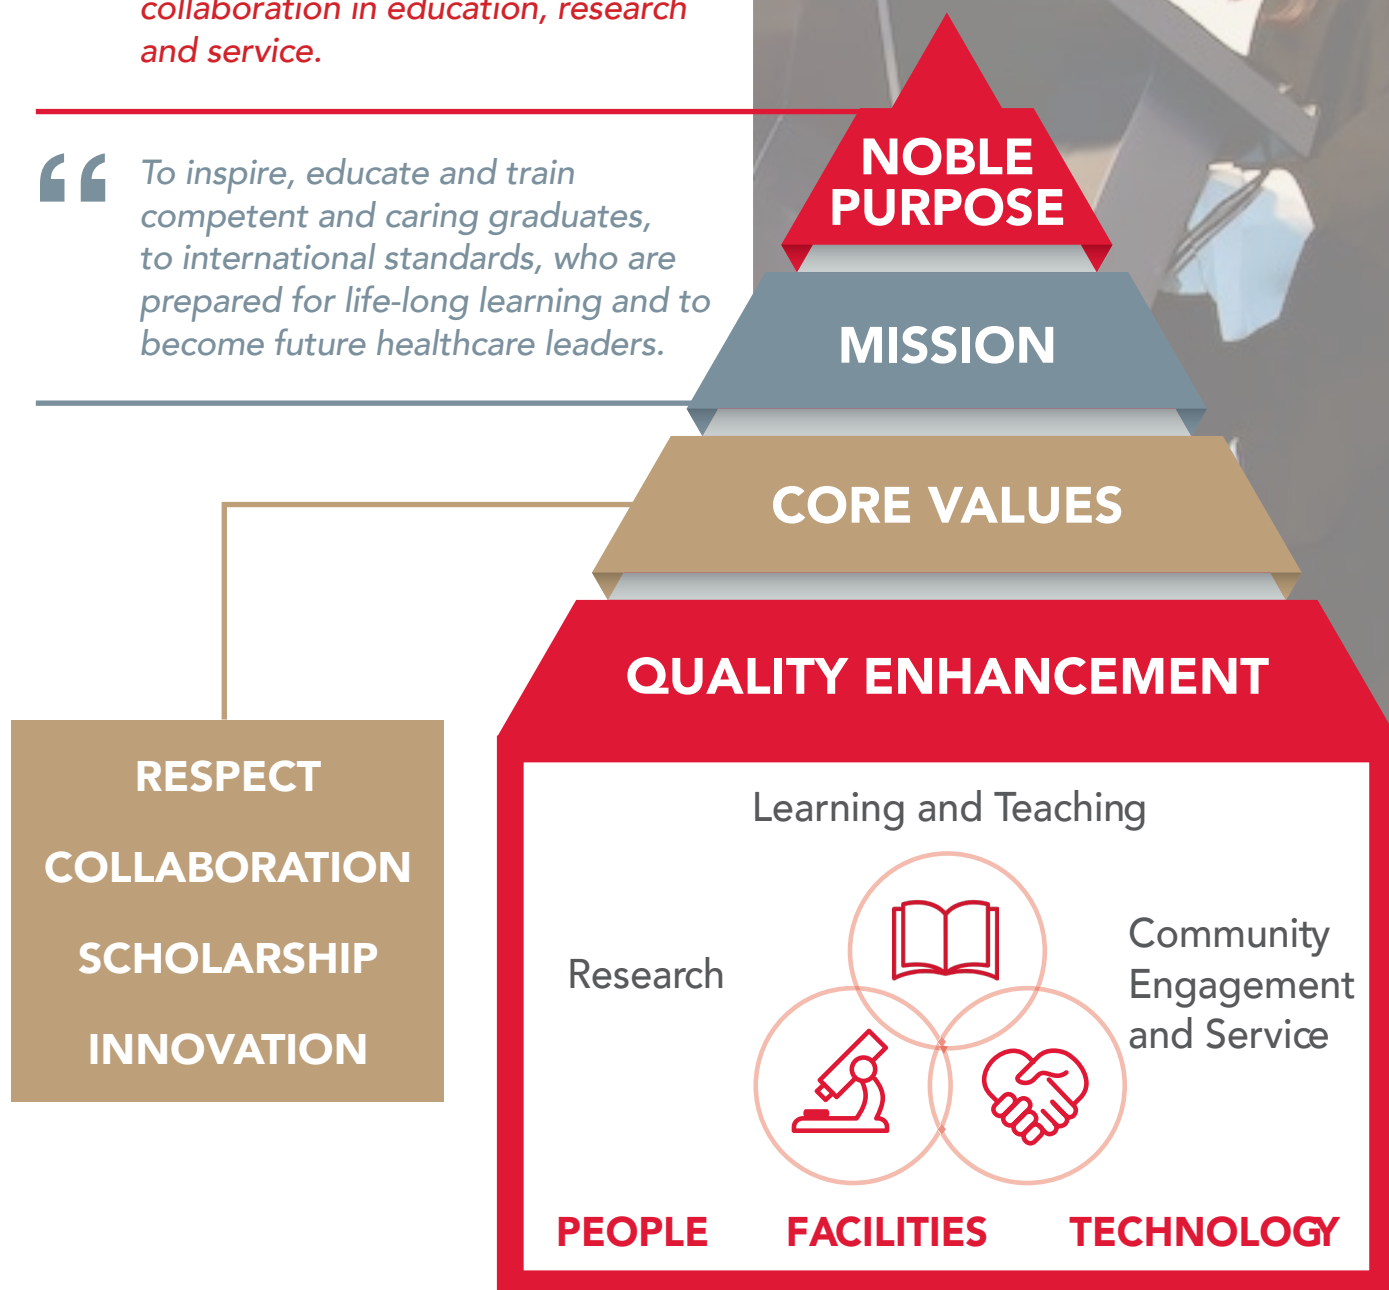 collaboration in education, research
and service.
NOBLE
PURPOSE
“
To inspire, educate and train
competent and caring graduates,
to international standards, who are
prepared for life-long learning and to
become future healthcare leaders.
MISSION
CORE VALUES
RESPECT
COLLABORATION
SCHOLARSHIP
INNOVATION
QUALITY ENHANCEMENT
Learning and Teaching
Research
Community
Engagement
and Service
PEOPLE FACILITIES TECHNOLOGY